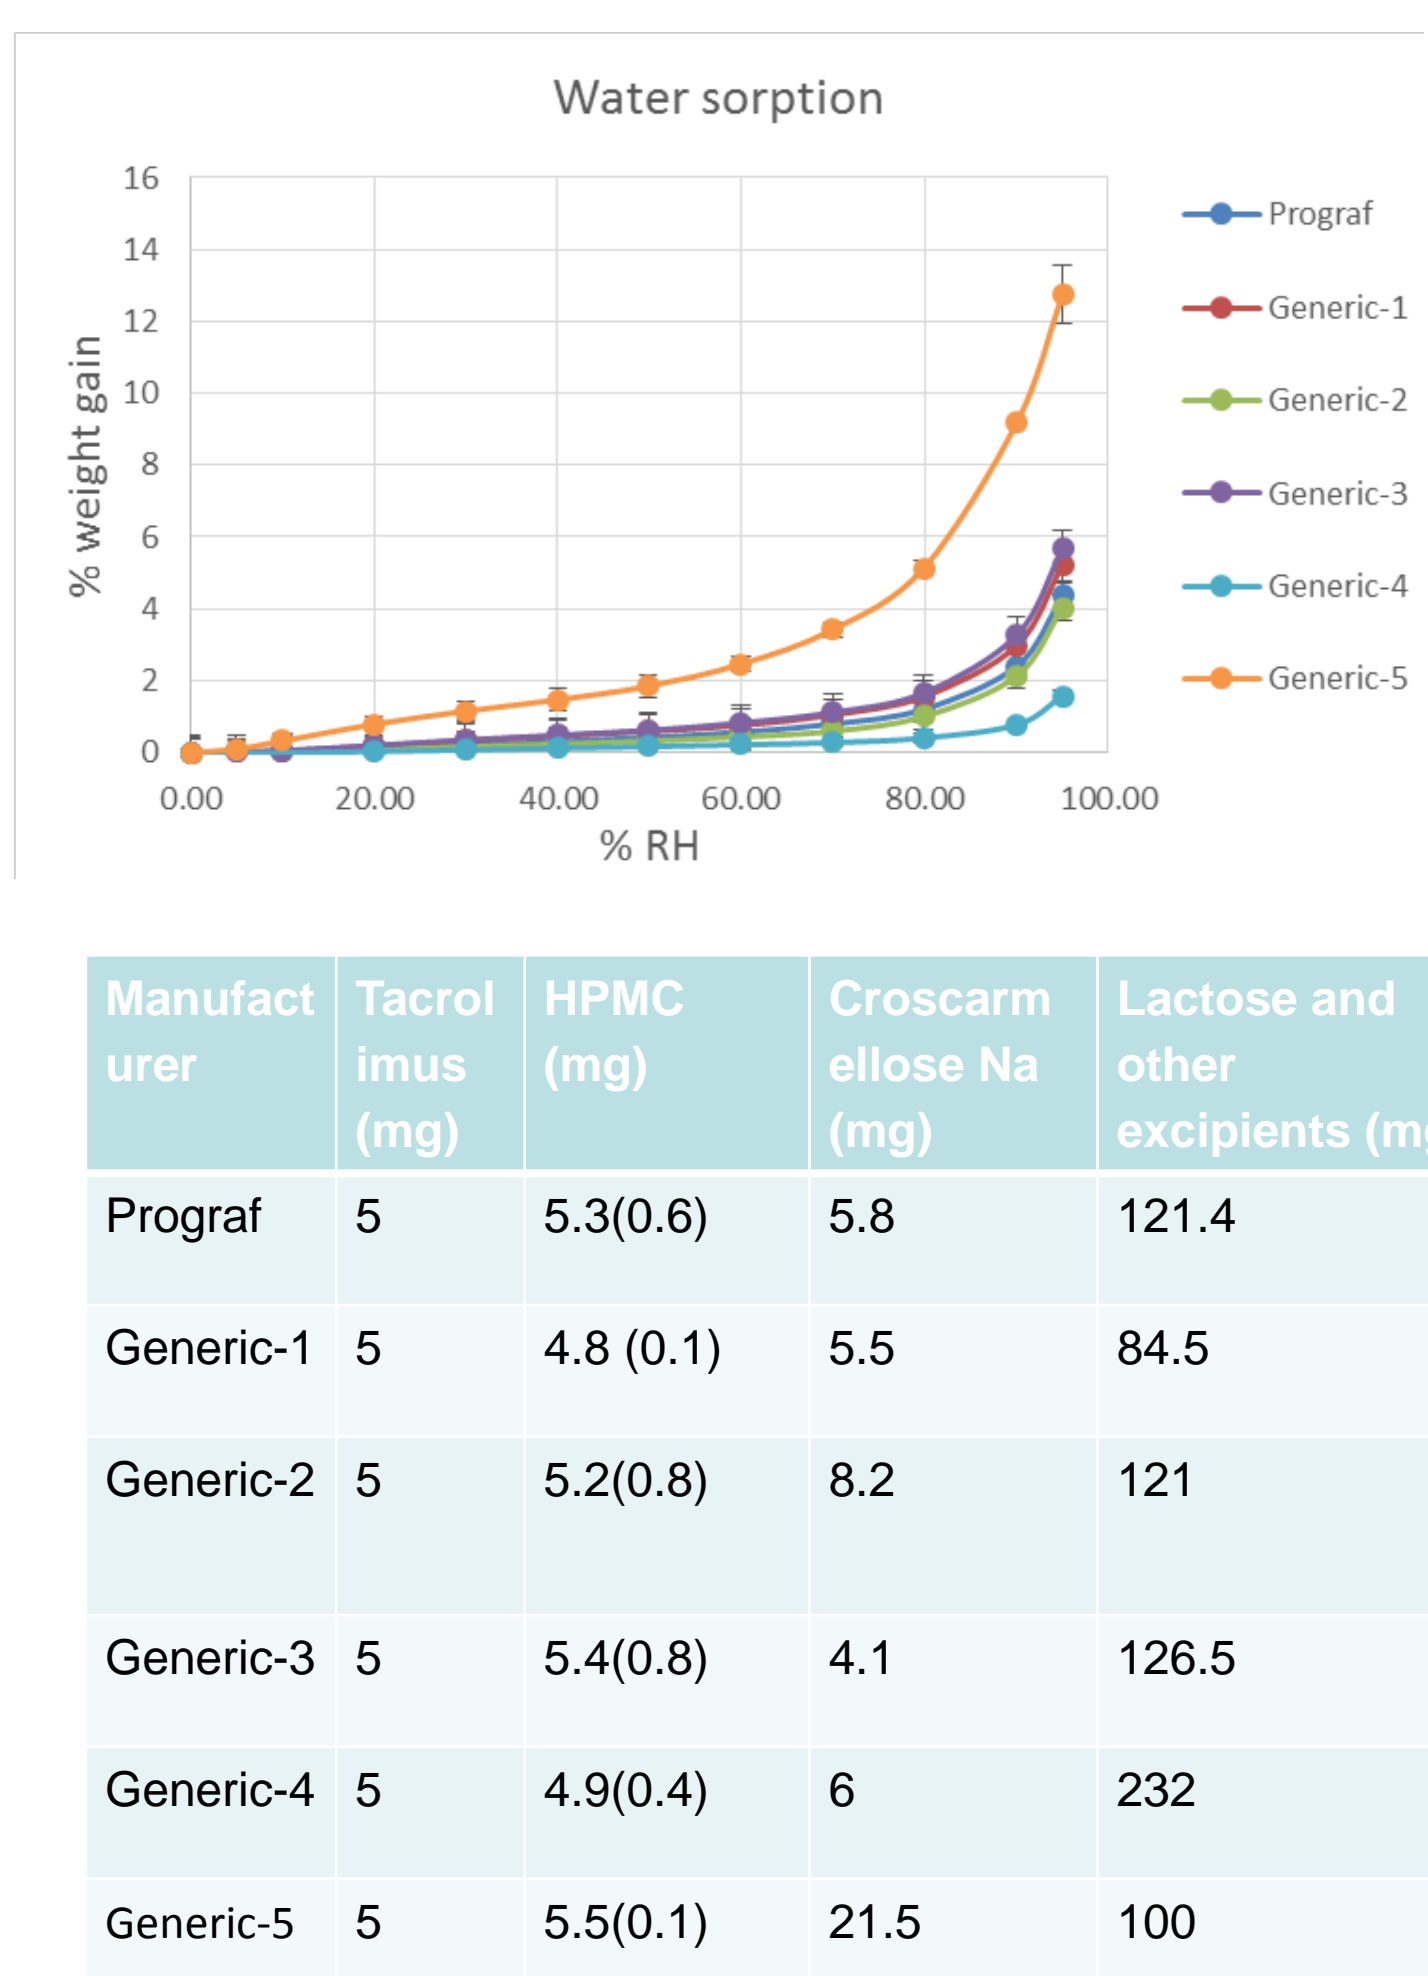 Water sorption
16
14
12
10
8
6
4
2
0
% weight gain
0.00 20.00 40.00 60.00 80.00 100.00
% RH
Prograf
Generic-1
Generic-2
Generic-3
Generic-4
Generic-5
Manufact Tacrol HPMC Croscarm Lactose and
urer imus (mg) ellose Na other
(mg) (mg) excipients (mg
Prograf 5 5.3(0.6) 5.8 121.4
Generic-1 5 4.8 (0.1) 5.5 84.5
Generic-2 5 5.2(0.8) 8.2 121
Generic-3 5 5.4(0.8) 4.1 126.5
Generic-4 5 4.9(0.4) 6 232
Generic-5 5 5.5(0.1) 21.5 100